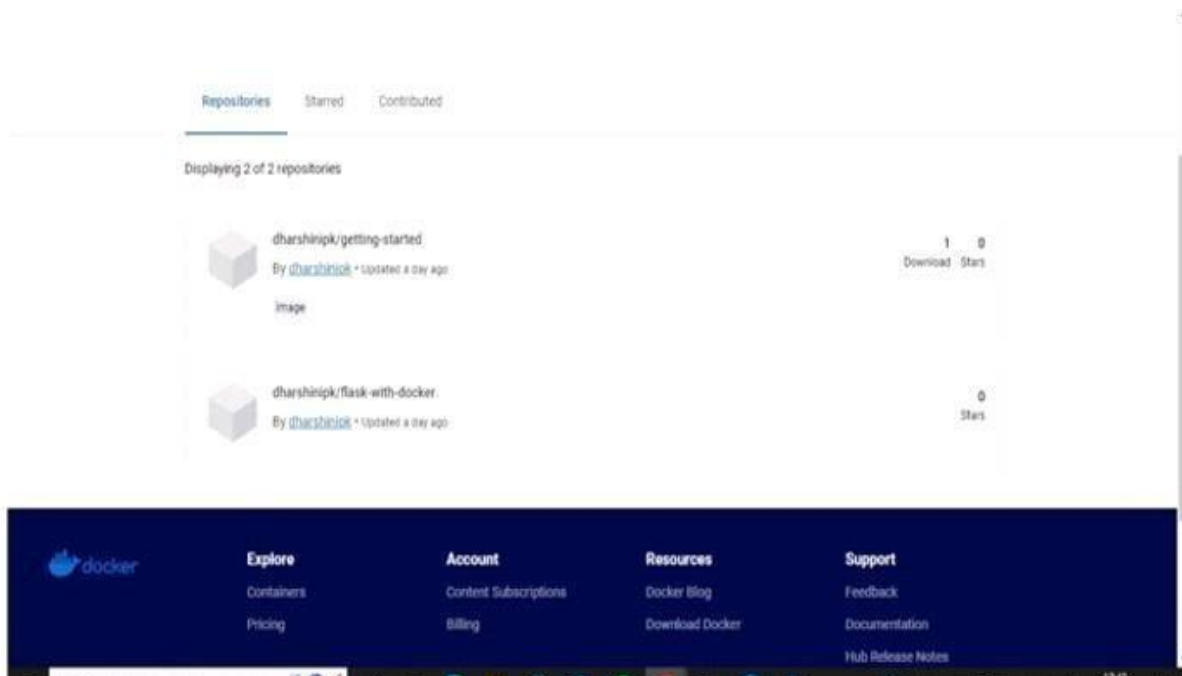 Repositories Starred Contributed
Displaying 2 of 2 repositories
dharshinipk/getting-started
1 0
By dharshinipk • Updated a day ago
Download Stars
Image
dharshinipk/flask-with-docker
0
By dharshinipk • Updated a day ago
Stars
docker
Explore Account Resources Support
Containers Content Subscriptions Docker Blog Feedback
Pricing Billing Download Docker Documentation
Hub Release Notes